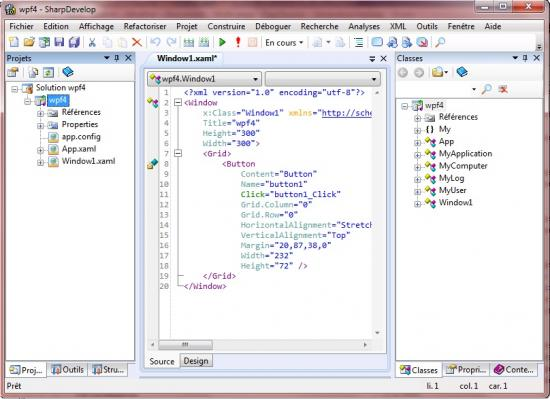 wpf4 - SharpDevelop
Fichier Edition Affichage Refactoriser Projet Construire Déboguer Recherche Analyses XML Outils Fenêtre Aide
En cours
Projets
Solution wpf4
wpf4
Références
Properties
app.config
App.xaml
Window1.xaml
Proj... Outils Stru...
Window1.xaml*
wpf4.Window1
1 <?xml version="1.0" encoding="utf-8"?>
2 <Window
3 x:Class="Window1" xmlns="http://sche
4 Title="wpf4"
5 Height="300"
6 Width="300">
7 <Grid>
8 <Button
9 Content="Button"
10 Name="button1"
11 Click="button1_Click"
12 Grid.Column="0"
13 Grid.Row="0"
14 HorizontalAlignment="Stretch
15 VerticalAlignment="Top"
16 Margin="20,87,38,0"
17 Width="232"
18 Height="72" />
19 </Grid>
20 </Window>
Source Design
Classes
wpf4
Références
{} My
App
MyApplication
MyComputer
MyLog
MyUser
Window1
Classes Propri... Conte...
Prêt
li. 1 col. 1 car. 1